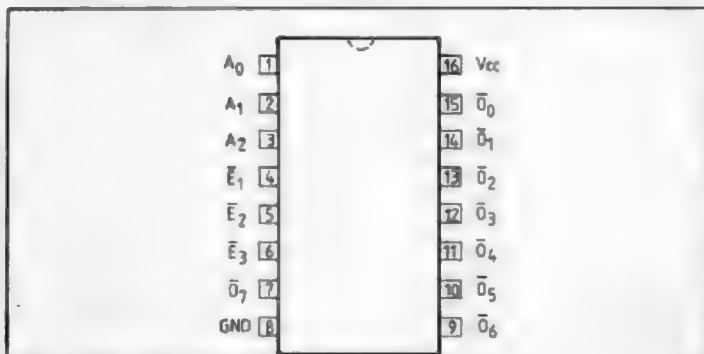 A₀ 1 16 Vcc
A₁ 2 15 Ō₀
A₂ 3 14 Ō₁
Ē₁ 4 13 Ō₂
Ē₂ 5 12 Ō₃
Ē₃ 6 11 Ō₄
Ō₇ 7 10 Ō₅
GND 8 9 Ō₆